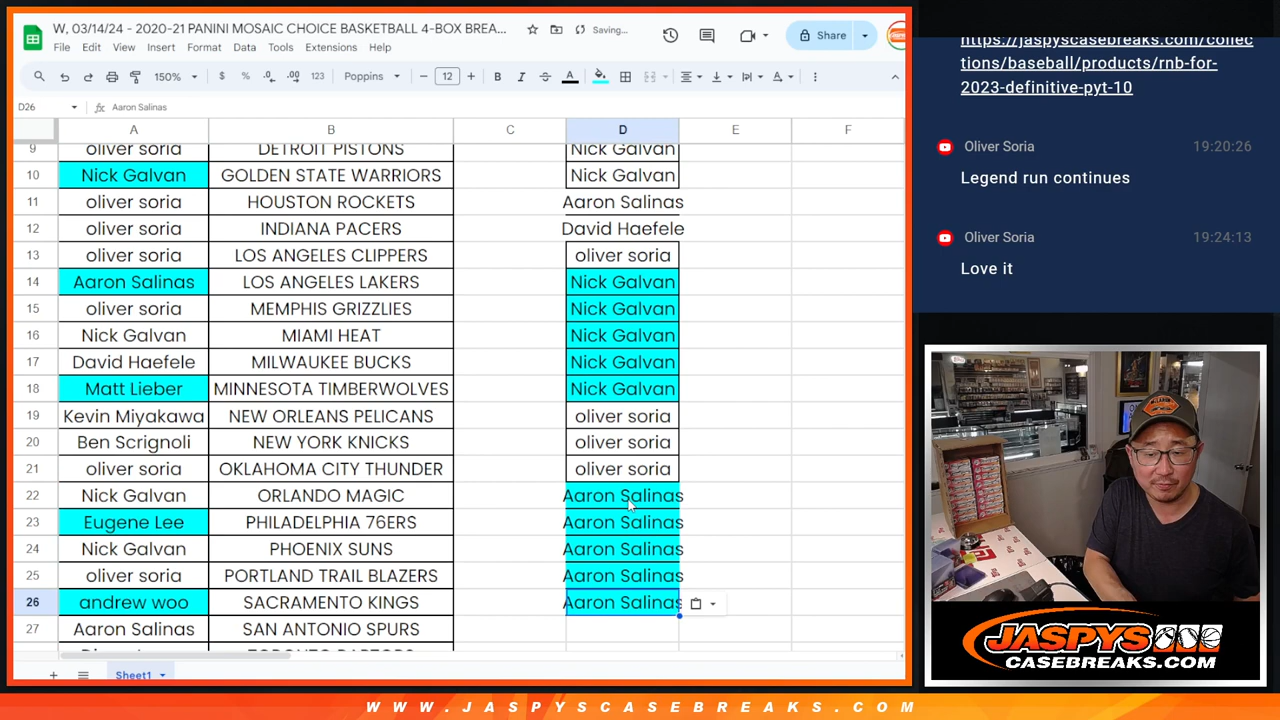 W, 03/14/24 - 2020-21 PANINI MOSAIC CHOICE BASKETBALL 4-BOX BREA...
Saving...
Share
File Edit View Insert Format Data Tools Extensions Help
150% $ % .0 .00 123 Poppins 12 B I A
D26 fx Aaron Salinas
A B C D E F
9 oliver soria DETROIT PISTONS Nick Galvan
10 Nick Galvan GOLDEN STATE WARRIORS Nick Galvan
11 oliver soria HOUSTON ROCKETS Aaron Salinas
12 oliver soria INDIANA PACERS David Haefele
13 oliver soria LOS ANGELES CLIPPERS oliver soria
14 Aaron Salinas LOS ANGELES LAKERS Nick Galvan
15 oliver soria MEMPHIS GRIZZLIES Nick Galvan
16 Nick Galvan MIAMI HEAT Nick Galvan
17 David Haefele MILWAUKEE BUCKS Nick Galvan
18 Matt Lieber MINNESOTA TIMBERWOLVES Nick Galvan
19 Kevin Miyakawa NEW ORLEANS PELICANS oliver soria
20 Ben Scrignoli NEW YORK KNICKS oliver soria
21 oliver soria OKLAHOMA CITY THUNDER oliver soria
22 Nick Galvan ORLANDO MAGIC Aaron Salinas
23 Eugene Lee PHILADELPHIA 76ERS Aaron Salinas
24 Nick Galvan PHOENIX SUNS Aaron Salinas
25 oliver soria PORTLAND TRAIL BLAZERS Aaron Salinas
26 andrew woo SACRAMENTO KINGS Aaron Salinas
27 Aaron Salinas SAN ANTONIO SPURS
Sheet1
https://jaspyscasebreaks.com/collec
tions/baseball/products/rnb-for-
2023-definitive-pyt-10
Oliver Soria 19:20:26
Legend run continues
Oliver Soria 19:24:13
Love it
JASPYS
CASEBREAKS.COM
WWW.JASPYSCASEBREAKS.COM